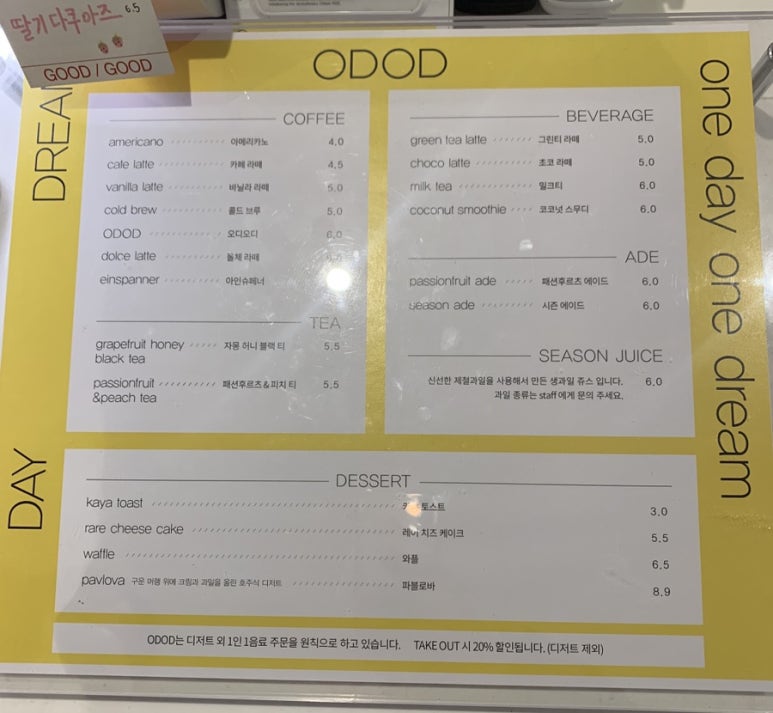 딸기다쿠아즈 6.5
GOOD / GOOD
ODOD
DREAM
DAY
one day one dream
COFFEE
americano 아메리카노 4.0
cafe latte 카페 라떼 4.5
vanilla latte 바닐라 라떼 5.0
cold brew 콜드 브루 5.0
ODOD 오디오디 6.0
dolce latte 돌체 라떼
einspanner 아인슈페너
TEA
grapefruit honey 자몽 허니 블랙 티 5.5
black tea
passionfruit 패션후르츠&피치 티 5.5
&peach tea
BEVERAGE
green tea latte 그린티 라떼 5.0
choco latte 초코 라떼 5.0
milk tea 밀크티 6.0
coconut smoothie 코코넛 스무디 6.0
ADE
passionfruit ade 패션후르츠 에이드 6.0
season ade 시즌 에이드 6.0
SEASON JUICE
신선한 제철과일을 사용해서 만든 생과일 쥬스 입니다. 6.0
과일 종류는 staff에게 문의 주세요.
DESSERT
kaya toast 토스트 3.0
rare cheese cake 레어 치즈 케이크 5.5
waffle 와플 6.5
pavlova 구운 머랭 위에 크림과 과일을 올린 호주식 디저트 파블로바 8.9
ODOD는 디저트 외 1인 1음료 주문을 원칙으로 하고 있습니다. TAKE OUT 시 20% 할인됩니다. (디저트 제외)